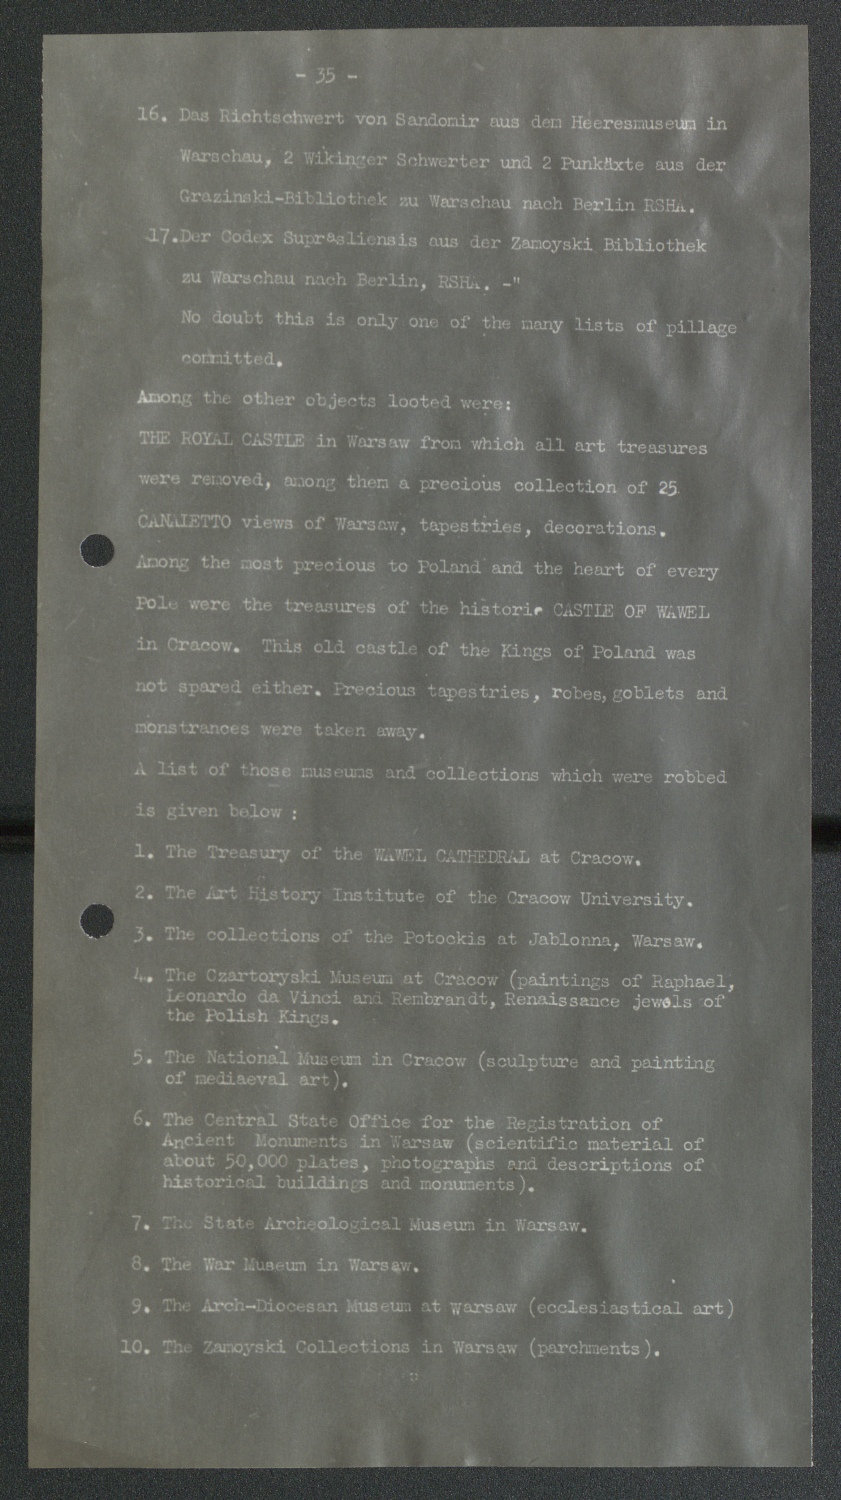 - 35 -
16. Das Richtschwert von Sandomir aus dem Heeresmuseum in
Warschau, 2 Wikinger Schwerter und 2 Punkäxte aus der
Grazinski-Bibliothek zu Warschau nach Berlin RSHA.
17.Der Codex Suprasliensis aus der Zamoyski Bibliothek
zu Warschau nach Berlin, RSHA. -"
No doubt this is only one of the many lists of pillage
committed.
Among the other objects looted were:
THE ROYAL CASTLE in Warsaw from which all art treasures
were removed, among them a precious collection of 25
CANALETTO views of Warsaw, tapestries, decorations.
Among the most precious to Poland and the heart of every
Pole were the treasures of the historic CASTLE OF WAWEL
in Cracow. This old castle of the Kings of Poland was
not spared either. Precious tapestries, robes, goblets and
monstrances were taken away.
A list of those museums and collections which were robbed
is given below :
1. The Treasury of the WAWEL CATHEDRAL at Cracow.
2. The Art History Institute of the Cracow University.
3. The collections of the Potockis at Jablonna, Warsaw.
4. The Czartoryski Museum at Cracow (paintings of Raphael,
Leonardo da Vinci and Rembrandt, Renaissance jewels of
the Polish Kings.
5. The National Museum in Cracow (sculpture and painting
of mediaeval art).
6. The Central State Office for the Registration of
Ancient Monuments in Warsaw (scientific material of
about 50,000 plates, photographs and descriptions of
historical buildings and monuments).
7. The State Archeological Museum in Warsaw.
8. The War Museum in Warsaw.
9. The Arch-Diocesan Museum at Warsaw (ecclesiastical art)
10. The Zamoyski Collections in Warsaw (parchments).